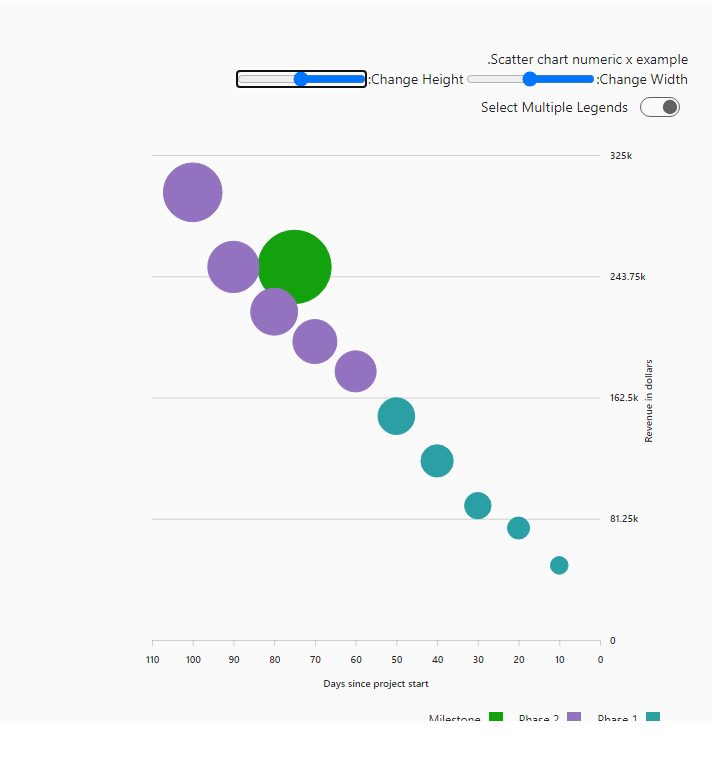 .Scatter chart numeric x example
:Change Height :Change Width
Select Multiple Legends
325k
243.75k
162.5k
81.25k
0
Revenue in dollars
110 100 90 80 70 60 50 40 30 20 10 0
Days since project start
Milestone Phase 2 Phase 1